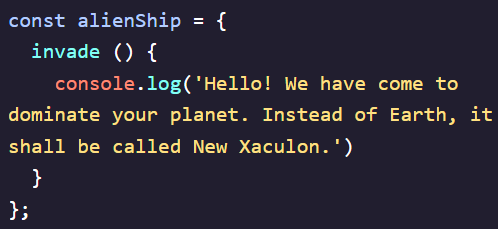 const alienShip = {
  invade () {
    console.log('Hello! We have come to
dominate your planet. Instead of Earth, it
shall be called New Xaculon.')
  }
};